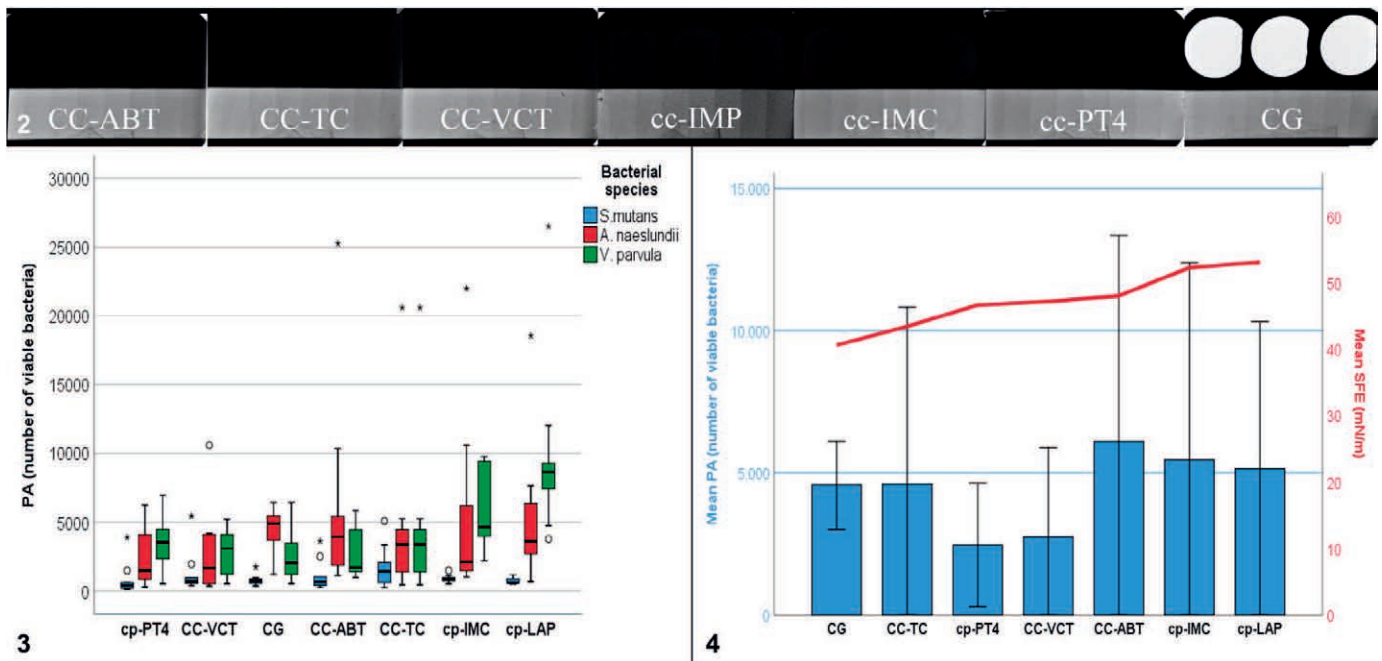 2 CC-ABT CC-TC CC-VCT cc-IMP cc-IMC cc-PT4 CG
3
PA (number of viable bacteria)
30000
25000
20000
15000
10000
5000
0
Bacterial
species
S.mutans
A. naeslundii
V. parvula
cp-PT4 CC-VCT CG CC-ABT CC-TC cp-IMC cp-LAP
4
Mean PA (number of viable bacteria)
15.000
10.000
5.000
0
Mean SFE (mN/m)
60
50
40
30
20
10
0
CG CC-TC cp-PT4 CC-VCT CC-ABT cp-IMC cp-LAP